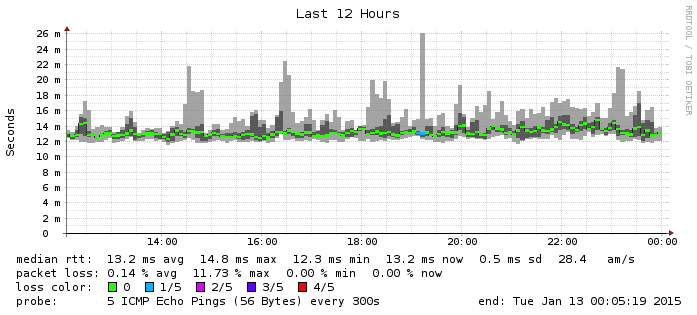 Last 12 Hours
RRDTOOL / TOBI OETIKER
Seconds
26 m
24 m
22 m
20 m
18 m
16 m
14 m
12 m
10 m
8 m
6 m
4 m
2 m
0
14:00 16:00 18:00 20:00 22:00 00:00
median rtt: 13.2 ms avg 14.8 ms max 12.3 ms min 13.2 ms now 0.5 ms sd 28.4 am/s
packet loss: 0.14 % avg 11.73 % max 0.00 % min 0.00 % now
loss color: 0 1/5 2/5 3/5 4/5
probe: 5 ICMP Echo Pings (56 Bytes) every 300s end: Tue Jan 13 00:05:19 2015